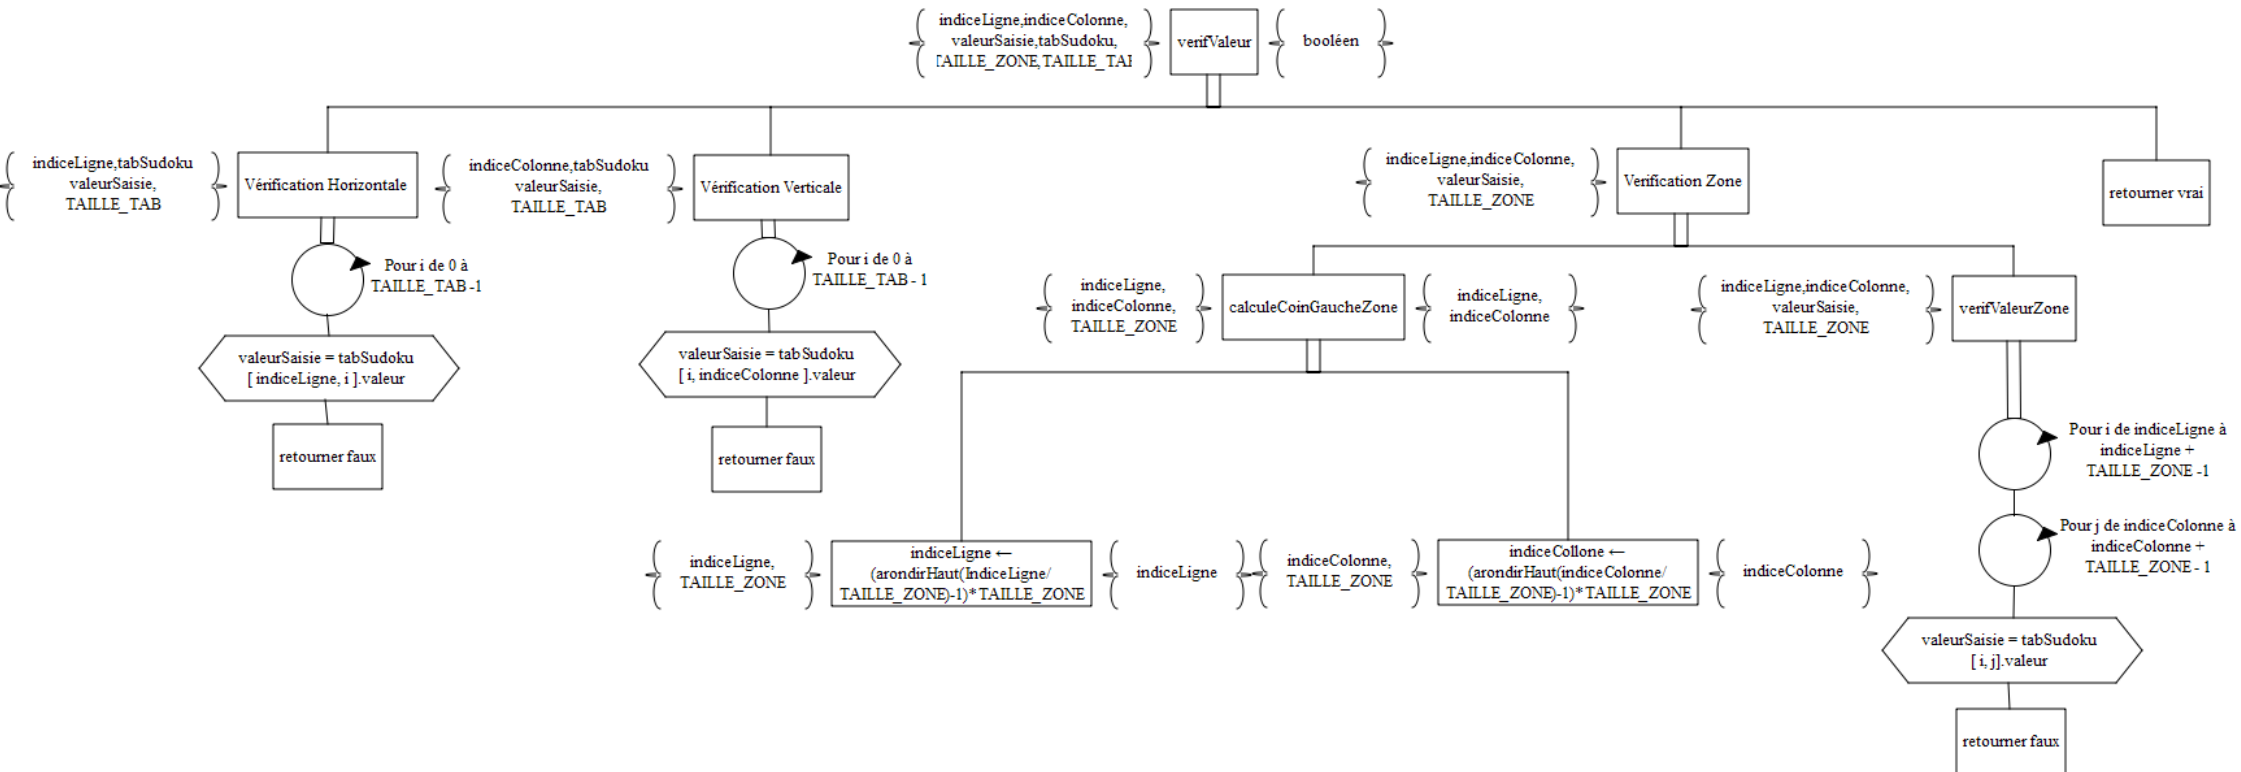 indiceLigne,indiceColonne,
valeurSaisie,tabSudoku,
TAILLE_ZONE,TAILLE_TAB
verifValeur
booléen
indiceLigne,tabSudoku
valeurSaisie,
TAILLE_TAB
Vérification Horizontale
indiceColonne,tabSudoku
valeurSaisie,
TAILLE_TAB
Vérification Verticale
indiceLigne,indiceColonne,
valeurSaisie,
TAILLE_ZONE
Verification Zone
retourner vrai
Pour i de 0 à
TAILLE_TAB -1
Pour i de 0 à
TAILLE_TAB - 1
indiceLigne,
indiceColonne,
TAILLE_ZONE
calculeCoinGaucheZone
indiceLigne,
indiceColonne
indiceLigne,indiceColonne,
valeurSaisie,
TAILLE_ZONE
verifValeurZone
valeurSaisie = tabSudoku
[ indiceLigne, i ].valeur
valeurSaisie = tabSudoku
[ i, indiceColonne ].valeur
retourner faux
retourner faux
Pour i de indiceLigne à
indiceLigne +
TAILLE_ZONE -1
Pour j de indiceColonne à
indiceColonne +
TAILLE_ZONE - 1
indiceLigne,
TAILLE_ZONE
indiceLigne ←
(arondirHaut(IndiceLigne/
TAILLE_ZONE)-1)*TAILLE_ZONE
indiceLigne
indiceColonne,
TAILLE_ZONE
indiceCollone ←
(arondirHaut(indiceColonne/
TAILLE_ZONE)-1)*TAILLE_ZONE
indiceColonne
valeurSaisie = tabSudoku
[ i, j].valeur
retourner faux